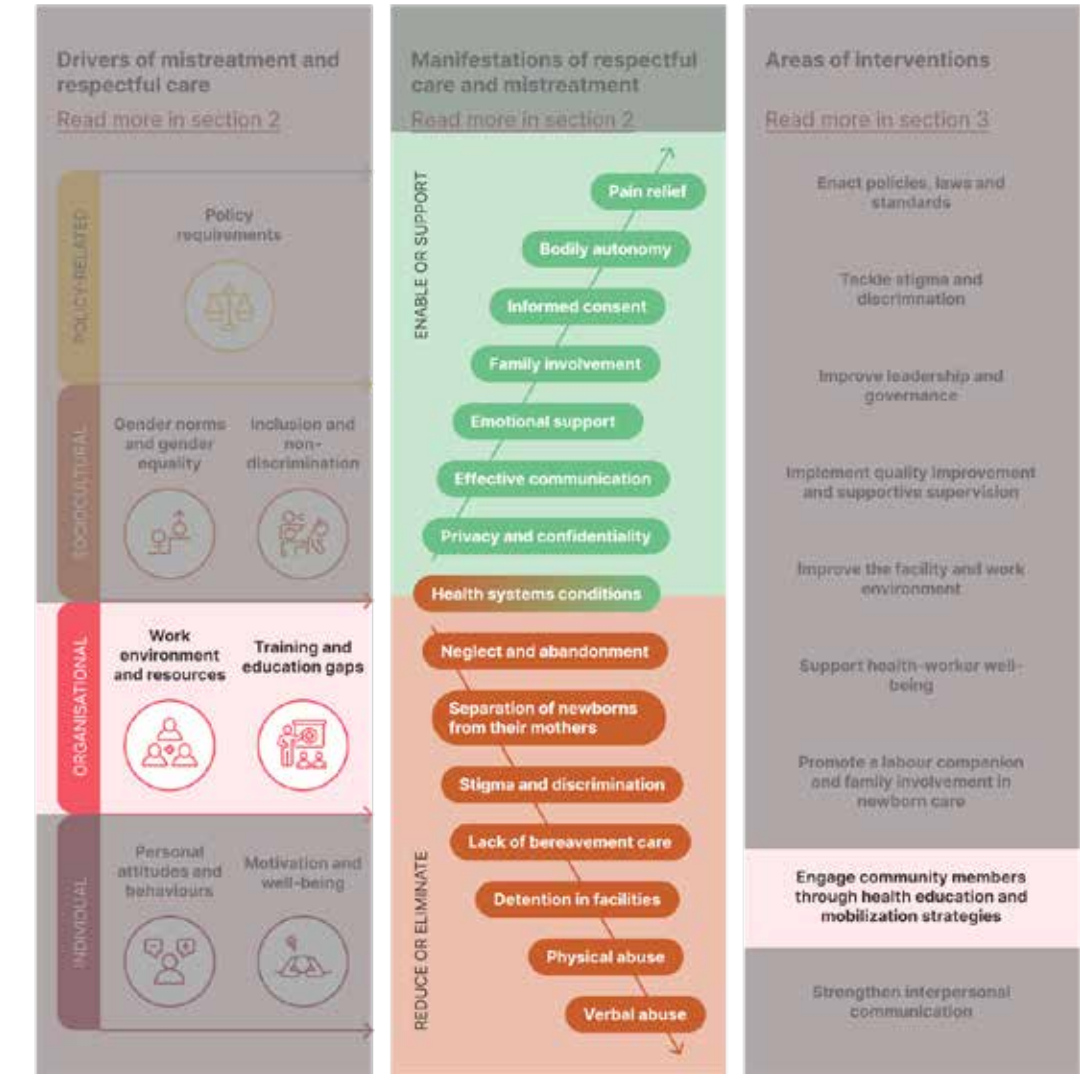 Drivers of mistreatment and
respectful care
Read more in section 2
POLICY-RELATED
Policy
requirements
SOCIOCULTURAL
Gender norms
and gender
equality
Inclusion and
non-
discrimination
ORGANISATIONAL
Work
environment
and resources
Training and
education gaps
INDIVIDUAL
Personal
attitudes and
behaviours
Motivation and
well-being
Manifestations of respectful
care and mistreatment
Read more in section 2
ENABLE OR SUPPORT
Pain relief
Bodily autonomy
Informed consent
Family involvement
Emotional support
Effective communication
Privacy and confidentiality
Health systems conditions
REDUCE OR ELIMINATE
Neglect and abandonment
Separation of newborns
from their mothers
Stigma and discrimination
Lack of bereavement care
Detention in facilities
Physical abuse
Verbal abuse
Areas of interventions
Read more in section 3
Enact policies, laws and
standards
Tackle stigma and
discrimnation
Improve leadership and
governance
Implement quality improvement
and supportive supervision
Improve the facility and work
environment
Support health-worker well-
being
Promote a labour companion
and family involvement in
newborn care
Engage community members
through health education and
mobilization strategies
Strengthen interpersonal
communication